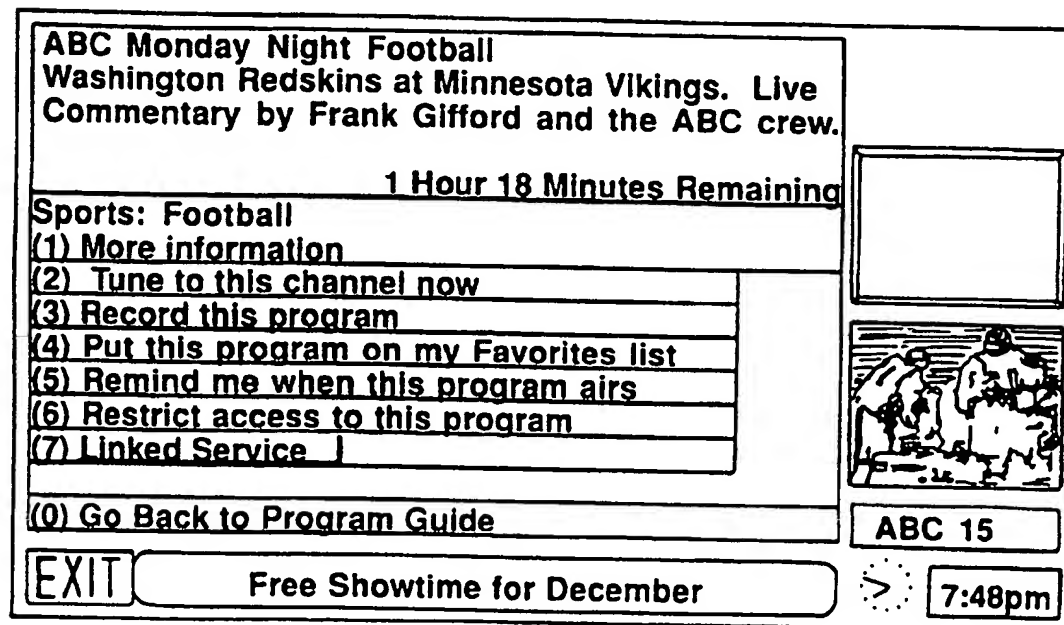 ABC Monday Night Football
Washington Redskins at Minnesota Vikings.  Live
Commentary by Frank Gifford and the ABC crew.
1 Hour 18 Minutes Remaining
Sports: Football
(1) More information
(2) Tune to this channel now
(3) Record this program
(4) Put this program on my Favorites list
(5) Remind me when this program airs
(6) Restrict access to this program
(7) Linked Service
(0) Go Back to Program Guide
ABC 15
EXIT
Free Showtime for December
7:48pm